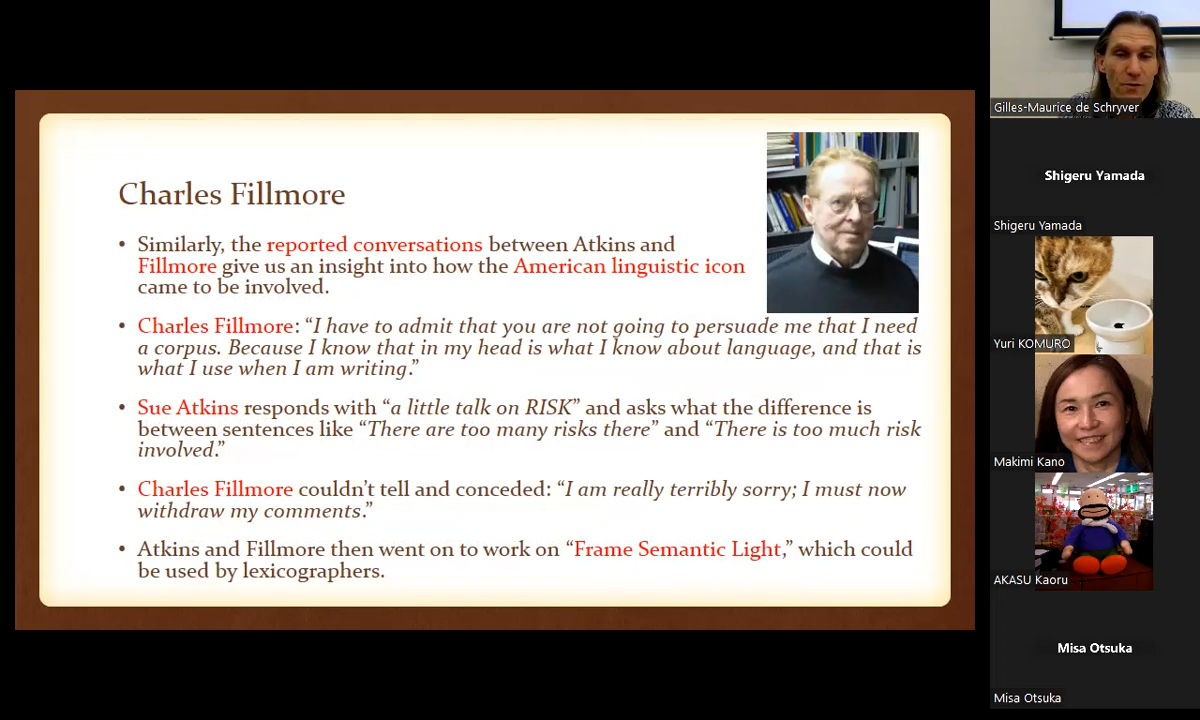 Charles Fillmore
• Similarly, the reported conversations between Atkins and
Fillmore give us an insight into how the American linguistic icon
came to be involved.
• Charles Fillmore: “I have to admit that you are not going to persuade me that I need
a corpus. Because I know that in my head is what I know about language, and that is
what I use when I am writing.”
• Sue Atkins responds with “a little talk on RISK” and asks what the difference is
between sentences like “There are too many risks there” and “There is too much risk
involved.”
• Charles Fillmore couldn’t tell and conceded: “I am really terribly sorry; I must now
withdraw my comments.”
• Atkins and Fillmore then went on to work on “Frame Semantic Light,” which could
be used by lexicographers.
Gilles-Maurice de Schryver
Shigeru Yamada
Shigeru Yamada
Yuri KOMURO
Makimi Kano
AKASU Kaoru
Misa Otsuka
Misa Otsuka